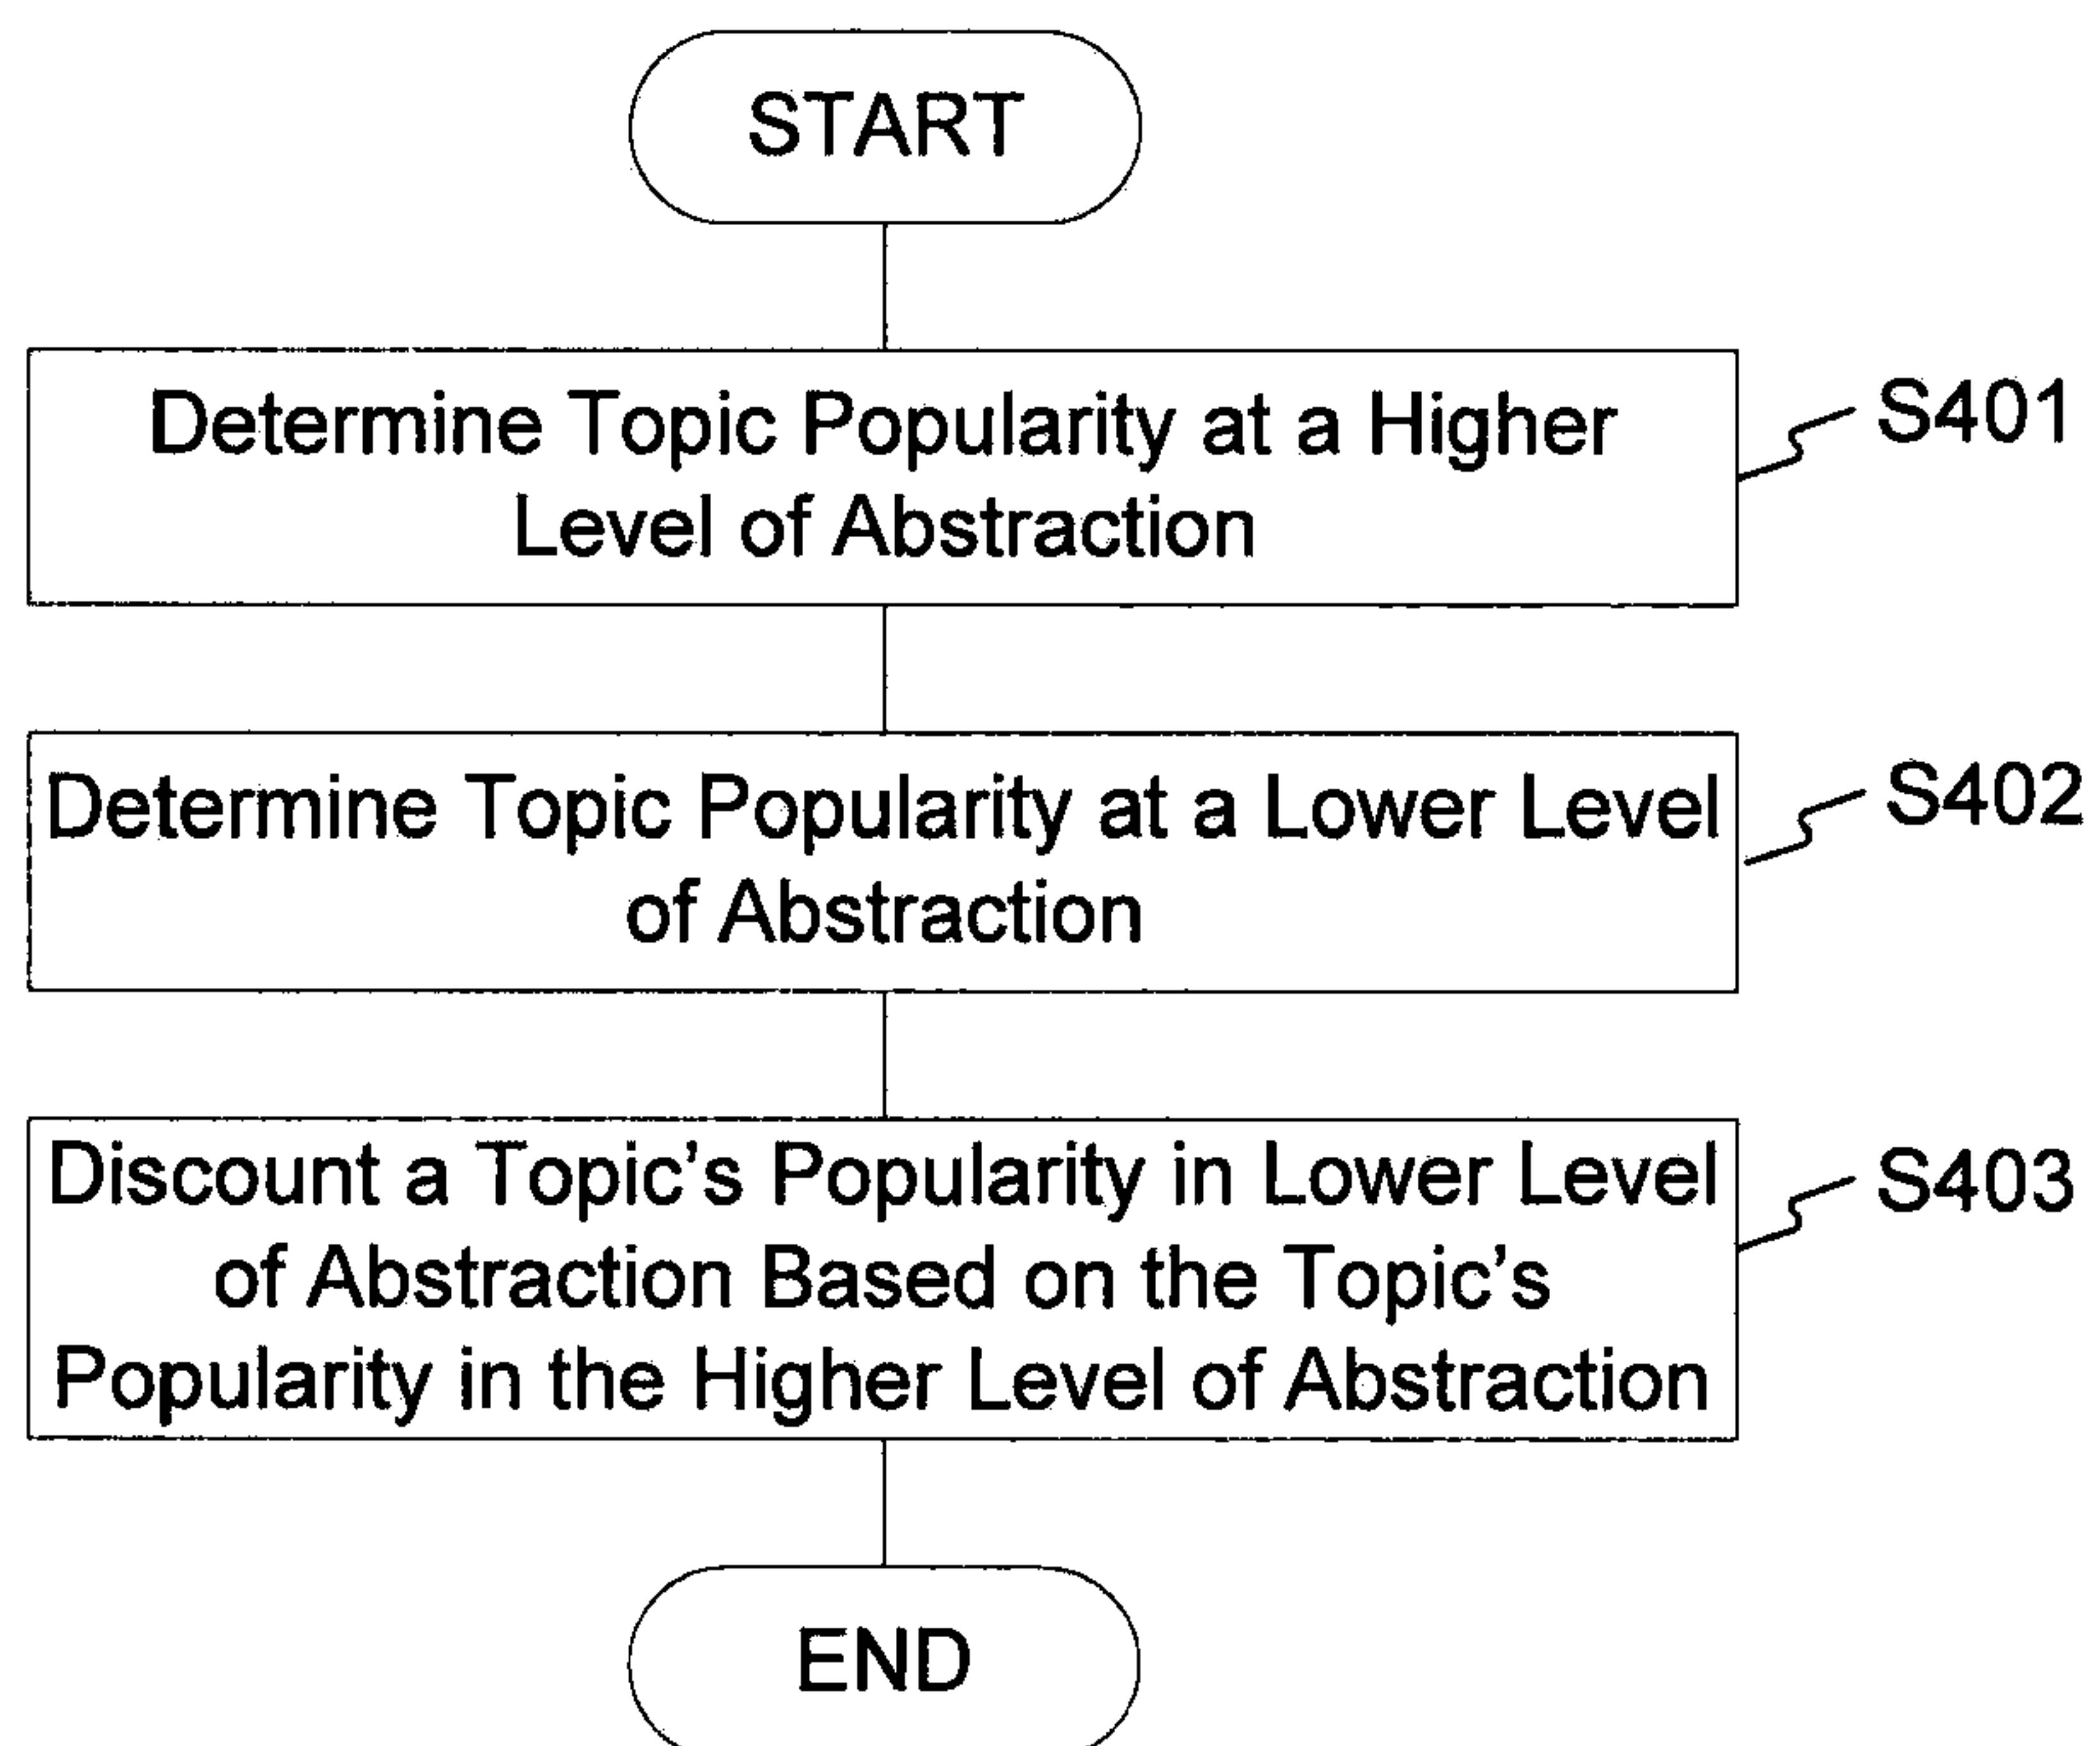 START
Determine Topic Popularity at a Higher
Level of Abstraction
S401
Determine Topic Popularity at a Lower Level
of Abstraction
S402
Discount a Topic's Popularity in Lower Level
of Abstraction Based on the Topic's
Popularity in the Higher Level of Abstraction
S403
END